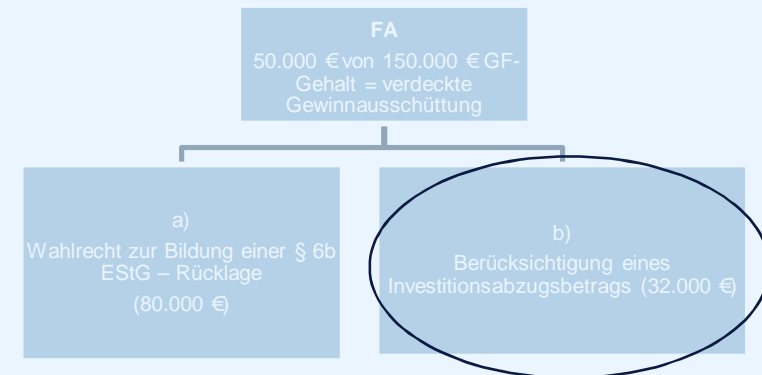 FA
50.000 € von 150.000 € GF-
Gehalt = verdeckte
Gewinnausschüttung
a)
Wahlrecht zur Bildung einer § 6b
EStG – Rücklage
(80.000 €)
b)
Berücksichtigung eines
Investitionsabzugsbetrags (32.000 €)